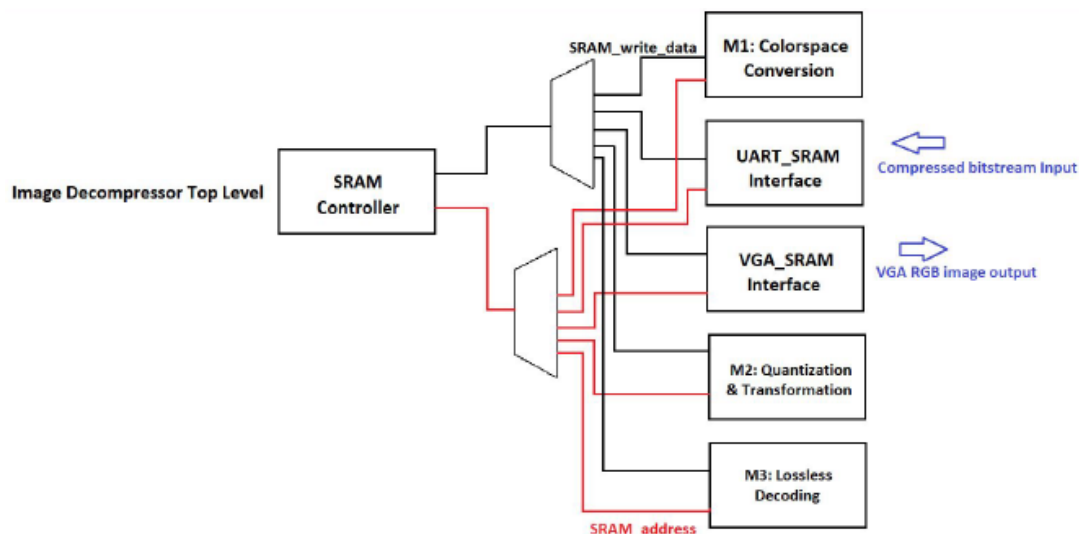 SRAM_write_data
M1: Colorspace
Conversion
UART_SRAM
Interface
Compressed bitstream Input
Image Decompressor Top Level
SRAM
Controller
VGA_SRAM
Interface
VGA RGB image output
M2: Quantization
& Transformation
M3: Lossless
Decoding
SRAM_address